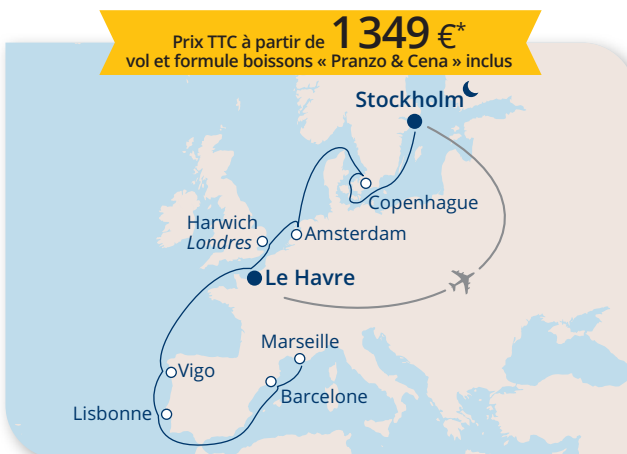 Prix TTC à partir de 1 349 €*
vol et formule boissons « Pranzo & Cena » inclus
Stockholm
Copenhague
Harwich
Londres
Amsterdam
Le Havre
Marseille
Vigo
Barcelone
Lisbonne